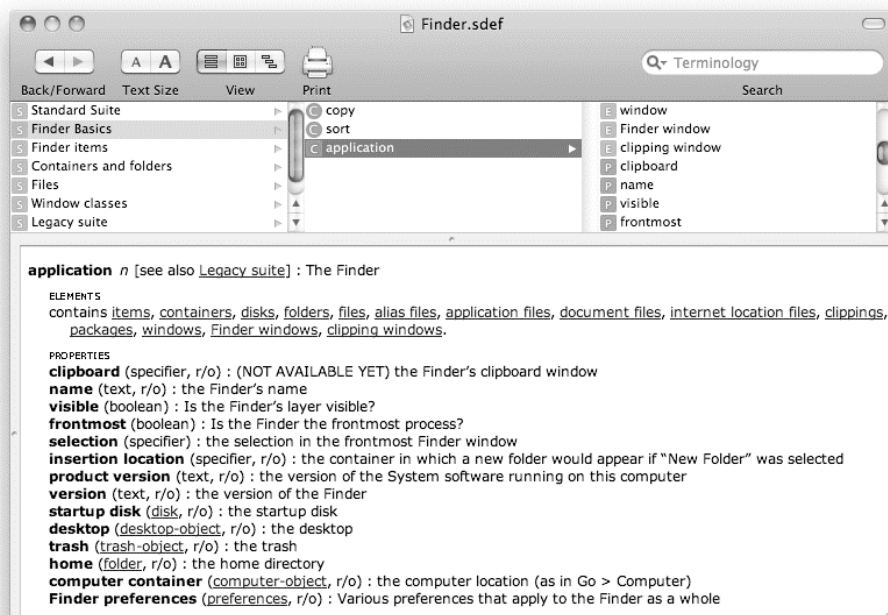 Finder.sdef
A A
Back/Forward Text Size View Print Search
Terminology
S Standard Suite
S Finder Basics
S Finder items
S Containers and folders
S Files
S Window classes
S Legacy suite
C copy
C sort
C application
E window
E Finder window
E clipping window
P clipboard
P name
P visible
P frontmost
application n [see also Legacy suite] : The Finder
ELEMENTS
contains items, containers, disks, folders, files, alias files, application files, document files, internet location files, clippings,
packages, windows, Finder windows, clipping windows.
PROPERTIES
clipboard (specifier, r/o) : (NOT AVAILABLE YET) the Finder’s clipboard window
name (text, r/o) : the Finder’s name
visible (boolean) : Is the Finder’s layer visible?
frontmost (boolean) : Is the Finder the frontmost process?
selection (specifier) : the selection in the frontmost Finder window
insertion location (specifier, r/o) : the container in which a new folder would appear if “New Folder” was selected
product version (text, r/o) : the version of the System software running on this computer
version (text, r/o) : the version of the Finder
startup disk (disk, r/o) : the startup disk
desktop (desktop-object, r/o) : the desktop
trash (trash-object, r/o) : the trash
home (folder, r/o) : the home directory
computer container (computer-object, r/o) : the computer location (as in Go > Computer)
Finder preferences (preferences, r/o) : Various preferences that apply to the Finder as a whole